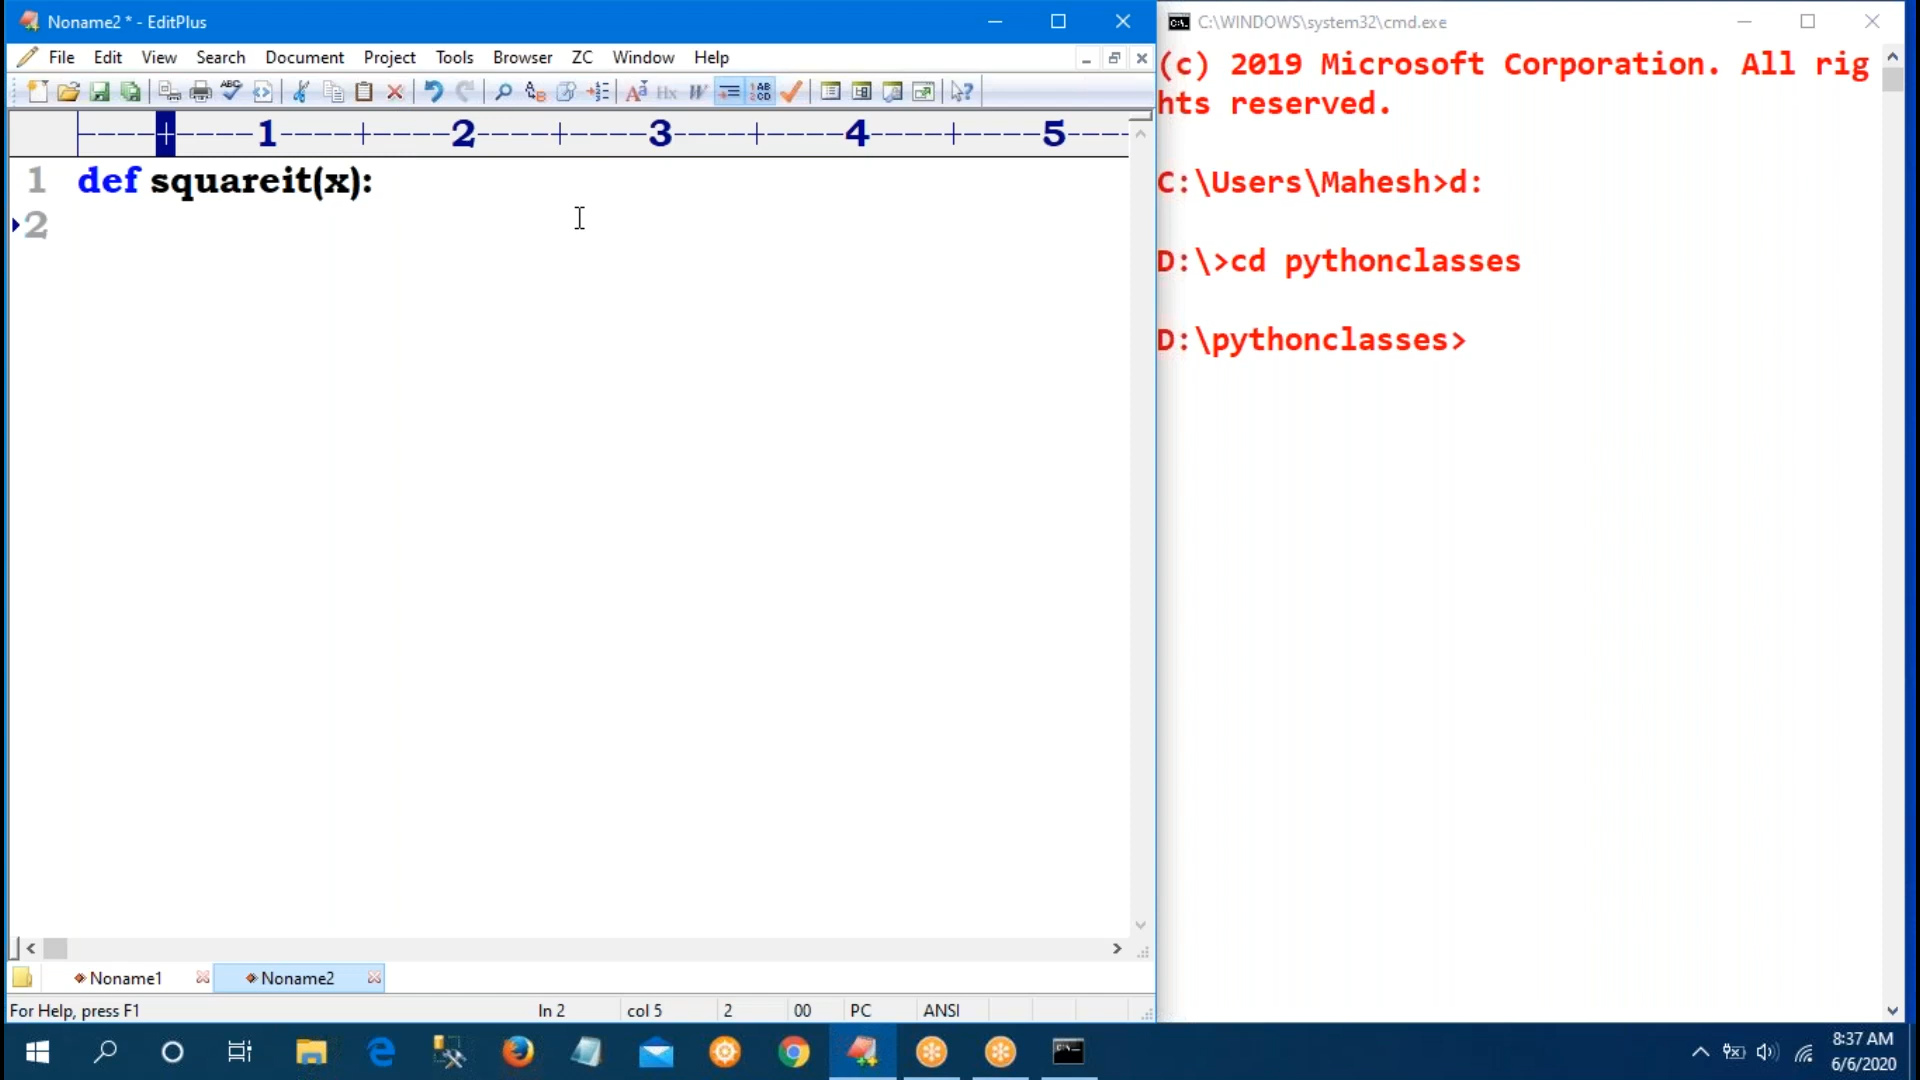 Noname2 * - EditPlus
File Edit View Search Document Project Tools Browser ZC Window Help
----+----1----+----2----+----3----+----4----+----5----
1 def squareit(x):
2
Noname1 Noname2
For Help, press F1 ln 2 col 5 2 00 PC ANSI
C:\WINDOWS\system32\cmd.exe
(c) 2019 Microsoft Corporation. All rig
hts reserved.
C:\Users\Mahesh>d:
D:\>cd pythonclasses
D:\pythonclasses>
8:37 AM
6/6/2020